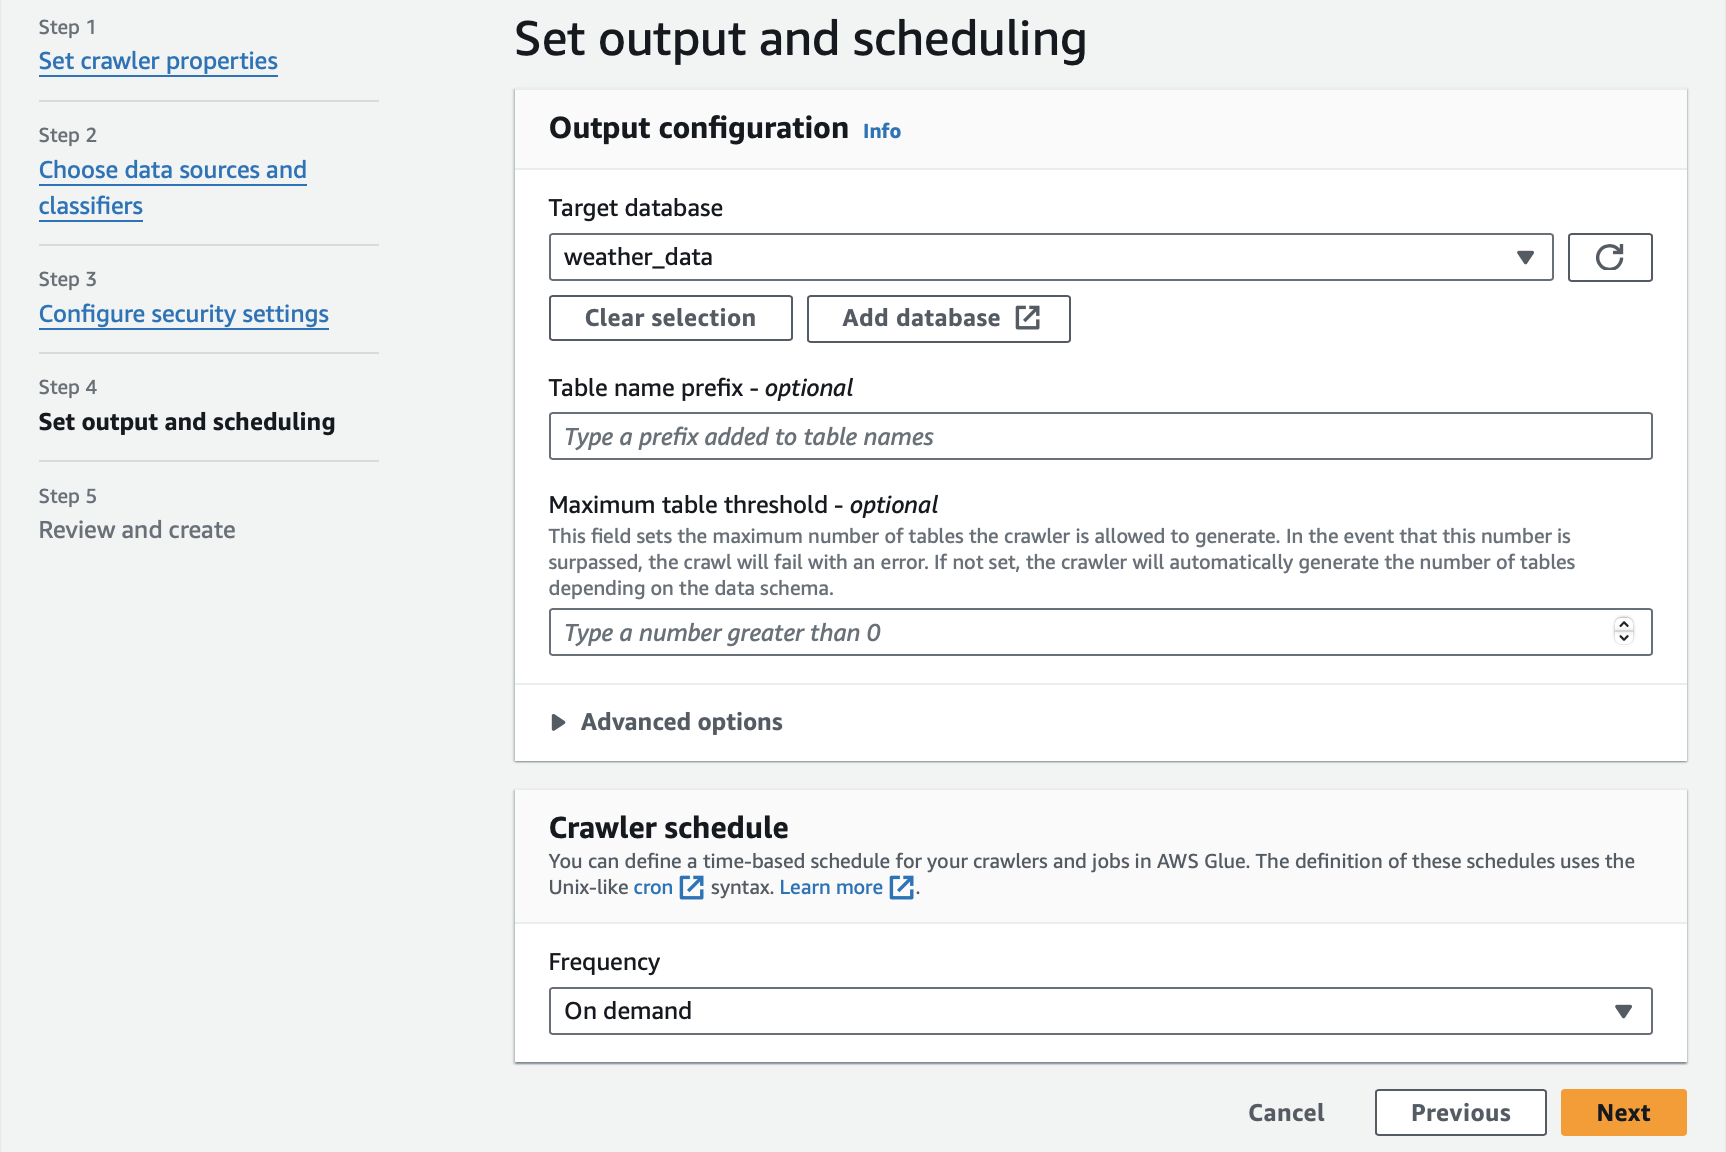 Step 1
Set crawler properties
Step 2
Choose data sources and
classifiers
Step 3
Configure security settings
Step 4
Set output and scheduling
Step 5
Review and create
Set output and scheduling
Output configuration Info
Target database
weather_data
Clear selection
Add database
Table name prefix - optional
Type a prefix added to table names
Maximum table threshold - optional
This field sets the maximum number of tables the crawler is allowed to generate. In the event that this number is
surpassed, the crawl will fail with an error. If not set, the crawler will automatically generate the number of tables
depending on the data schema.
Type a number greater than 0
Advanced options
Crawler schedule
You can define a time-based schedule for your crawlers and jobs in AWS Glue. The definition of these schedules uses the
Unix-like cron syntax. Learn more .
Frequency
On demand
Cancel
Previous
Next